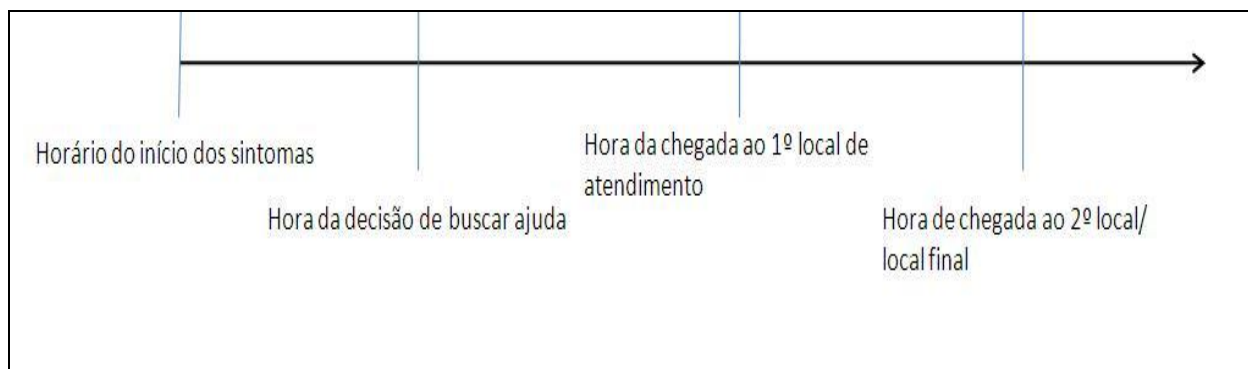 Horário do início dos sintomas
Hora da decisão de buscar ajuda
Hora da chegada ao 1º local de
atendimento
Hora de chegada ao 2º local/
local final